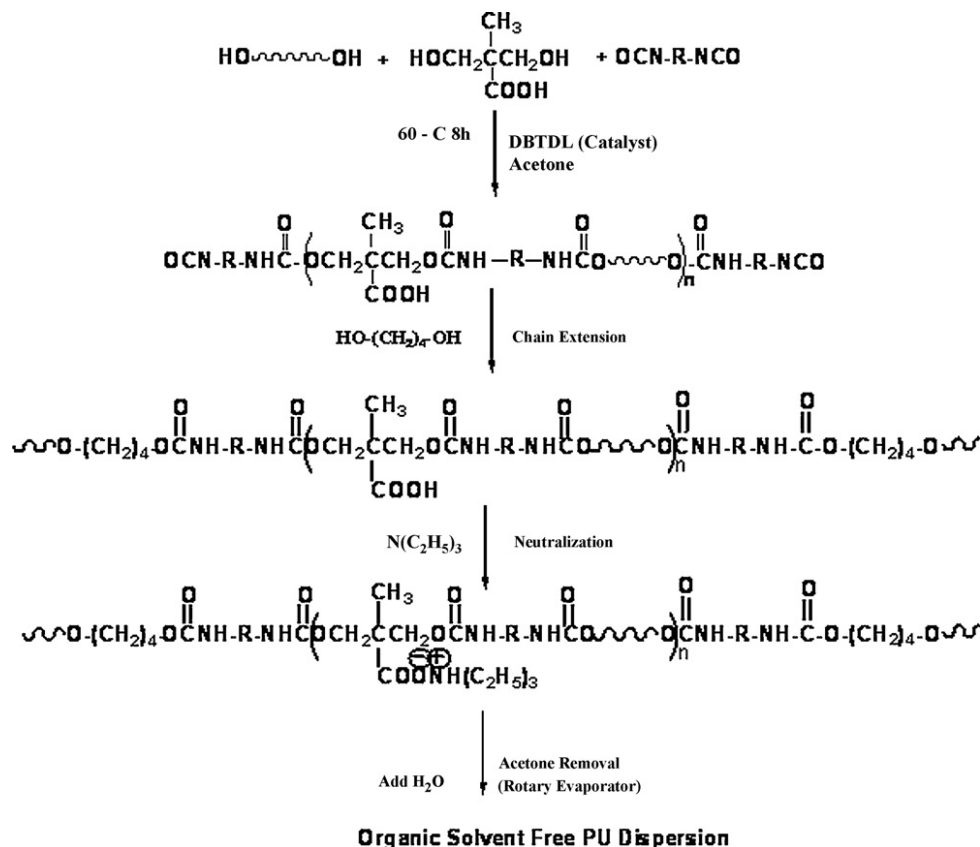 CH₃
HO OH + HOCH₂CCH₂OH + OCN-R-NCO
COOH
60 - C 8h DBTDL (Catalyst)
Acetone
O CH₃ O O O
OCN-R-NHC-(OCH₂CCH₂OCNH-R-NHCO O)-CNH-R-NCO
n
COOH
HO-(CH₂)₄-OH Chain Extension
O O CH₃ O O O O
O-(CH₂)₄-OCNH-R-NHC(OCH₂CCH₂OCNH-R-NHCO O)CNH-R-NH-C-O-(CH₂)₄-O
n
COOH
N(C₂H₅)₃ Neutralization
O O CH₃ O O O O
O-(CH₂)₄-OCNH-R-NHC(OCH₂CCH₂OCNH-R-NHCO O)CNH-R-NH-C-O-(CH₂)₄-O
n
− +
COONH(C₂H₅)₃
Acetone Removal
Add H₂O (Rotary Evaporator)
Organic Solvent Free PU Dispersion